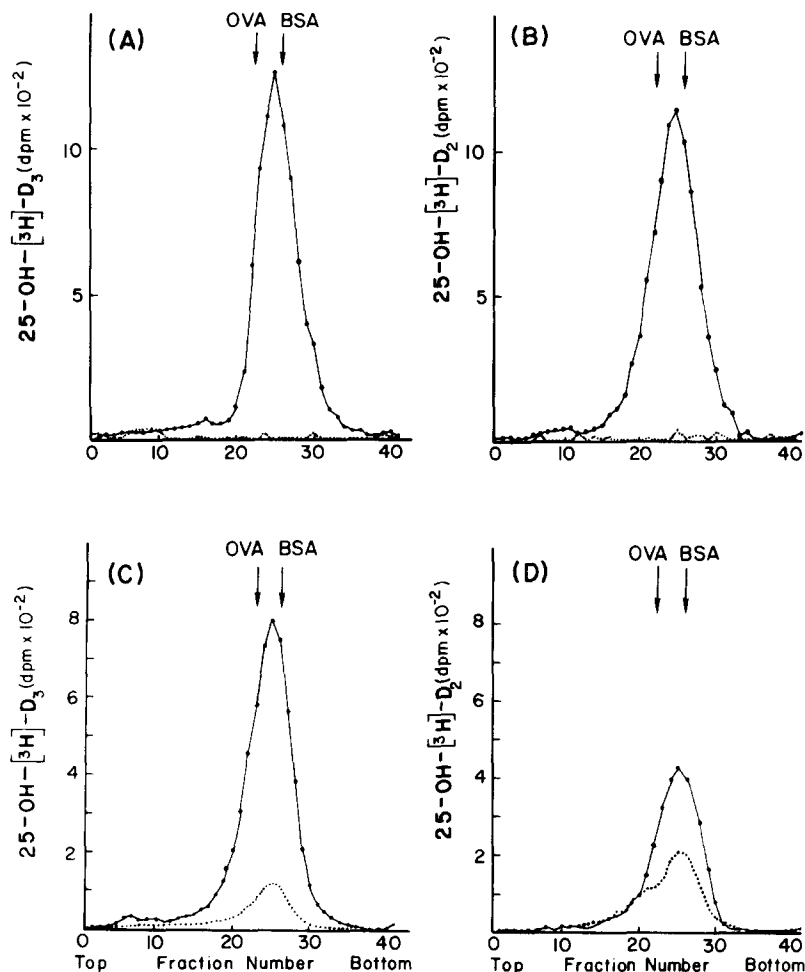 (A)
OVA BSA
25-OH-[³H]-D₃ (dpm x 10⁻²)
10
5
0 10 20 30 40
(B)
OVA BSA
25-OH-[³H]-D₂ (dpm x 10⁻²)
10
5
0 10 20 30 40
(C)
OVA BSA
25-OH-[³H]-D₃ (dpm x 10⁻²)
8
6
4
2
0 10 20 30 40
Top Fraction Number Bottom
(D)
OVA BSA
25-OH-[³H]-D₂ (dpm x 10⁻²)
8
6
4
2
0 10 20 30 40
Top Fraction Number Bottom